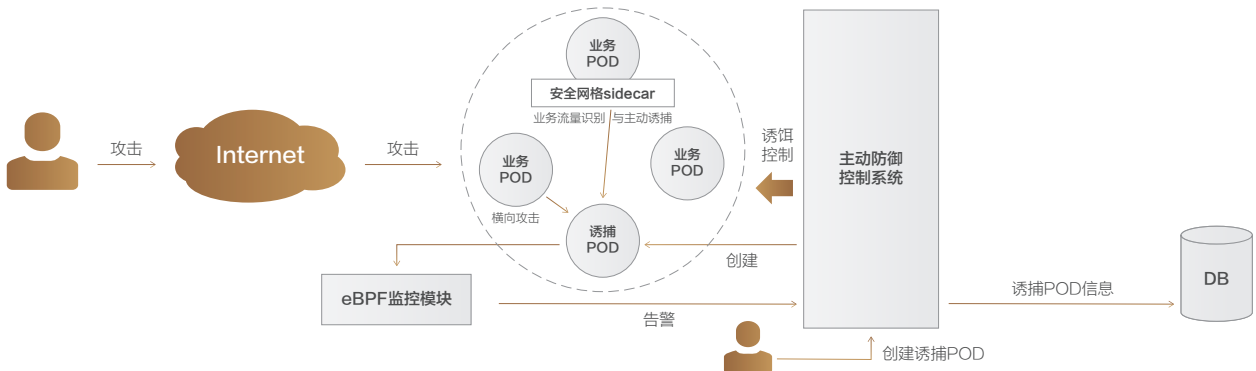 业务
POD
安全网格sidecar
业务流量识别 与主动诱捕
攻击
Internet
攻击
业务
POD
业务
POD
诱饵
控制
主动防御
控制系统
横向攻击
诱捕
POD
创建
eBPF监控模块
告警
诱捕POD信息
DB
创建诱捕POD